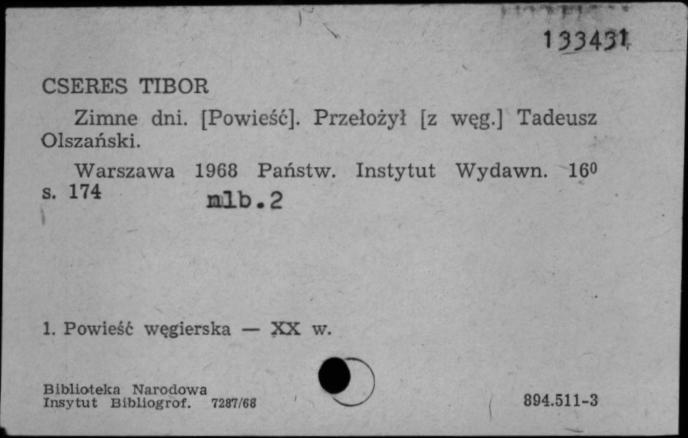 133431
CSERES TIBOR
Zimne dni. [Powieść]. Przełożył [z węg.] Tadeusz
Olszański.
Warszawa 1968 Państw. Instytut Wydawn. 16⁰
s. 174 nlb.2
1. Powieść węgierska — XX w.
Biblioteka Narodowa
Insytut Bibliogrof. 7287/68
894.511-3